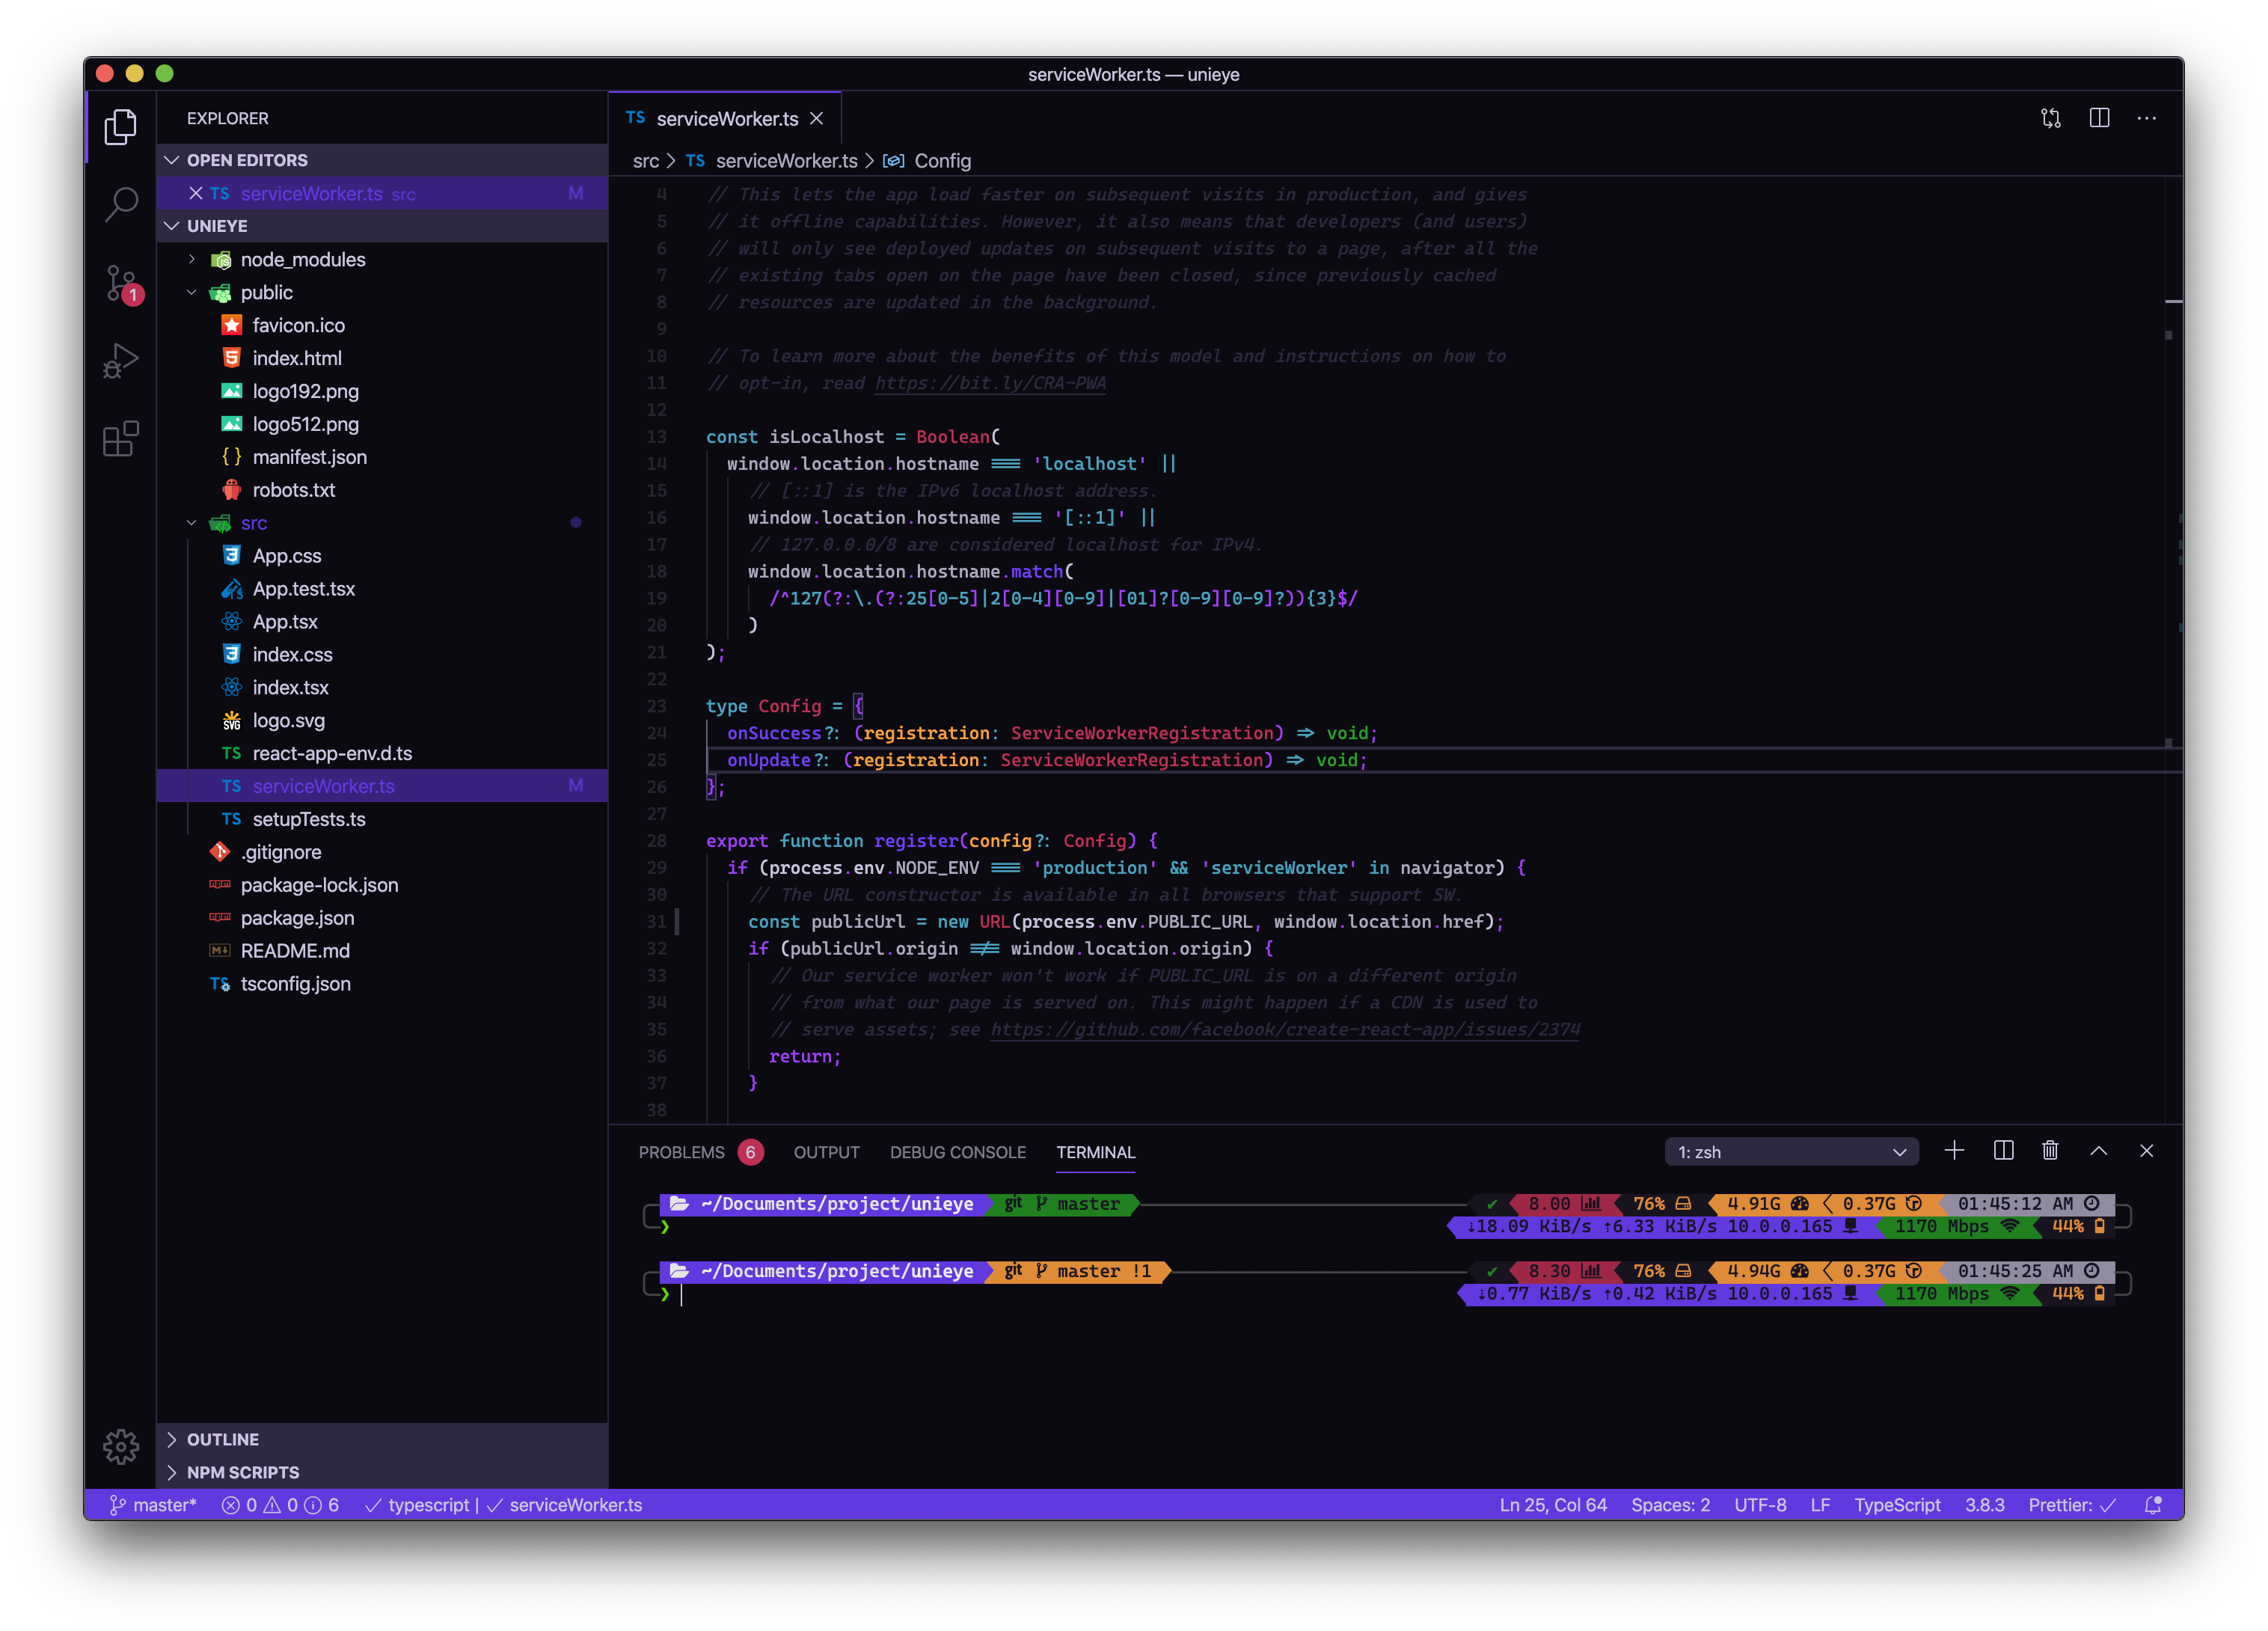 serviceWorker.ts — unieye
EXPLORER
OPEN EDITORS
TS serviceWorker.ts src M
UNIEYE
node_modules
public
favicon.ico
index.html
logo192.png
logo512.png
{ } manifest.json
robots.txt
src
App.css
App.test.tsx
App.tsx
index.css
index.tsx
SVG logo.svg
TS react-app-env.d.ts
TS serviceWorker.ts M
TS setupTests.ts
.gitignore
package-lock.json
package.json
README.md
TS tsconfig.json
OUTLINE
NPM SCRIPTS
1
TS serviceWorker.ts
src > TS serviceWorker.ts > Config
4 // This lets the app load faster on subsequent visits in production, and gives
5 // it offline capabilities. However, it also means that developers (and users)
6 // will only see deployed updates on subsequent visits to a page, after all the
7 // existing tabs open on the page have been closed, since previously cached
8 // resources are updated in the background.
9
10 // To learn more about the benefits of this model and instructions on how to
11 // opt-in, read https://bit.ly/CRA-PWA
12
13 const isLocalhost = Boolean(
14 window.location.hostname === 'localhost' ||
15 // [::1] is the IPv6 localhost address.
16 window.location.hostname === '[::1]' ||
17 // 127.0.0.0/8 are considered localhost for IPv4.
18 window.location.hostname.match(
19 /^127(?:\.(?:25[0-5]|2[0-4][0-9]|[01]?[0-9][0-9]?)){3}$/
20 )
21 );
22
23 type Config = {
24 onSuccess?: (registration: ServiceWorkerRegistration) => void;
25 onUpdate?: (registration: ServiceWorkerRegistration) => void;
26 };
27
28 export function register(config?: Config) {
29 if (process.env.NODE_ENV === 'production' && 'serviceWorker' in navigator) {
30 // The URL constructor is available in all browsers that support SW.
31 const publicUrl = new URL(process.env.PUBLIC_URL, window.location.href);
32 if (publicUrl.origin !== window.location.origin) {
33 // Our service worker won't work if PUBLIC_URL is on a different origin
34 // from what our page is served on. This might happen if a CDN is used to
35 // serve assets; see https://github.com/facebook/create-react-app/issues/2374
36 return;
37 }
38
PROBLEMS 6 OUTPUT DEBUG CONSOLE TERMINAL 1: zsh
~/Documents/project/unieye git master ✔ 8.00 76% 4.91G 0.37G 01:45:12 AM
❯ ↓18.09 KiB/s ↑6.33 KiB/s 10.0.0.165 1170 Mbps 44%
~/Documents/project/unieye git master !1 ✔ 8.30 76% 4.94G 0.37G 01:45:25 AM
❯ ↓0.77 KiB/s ↑0.42 KiB/s 10.0.0.165 1170 Mbps 44%
master* 0 0 6 ✓ typescript | ✓ serviceWorker.ts Ln 25, Col 64 Spaces: 2 UTF-8 LF TypeScript 3.8.3 Prettier: ✓